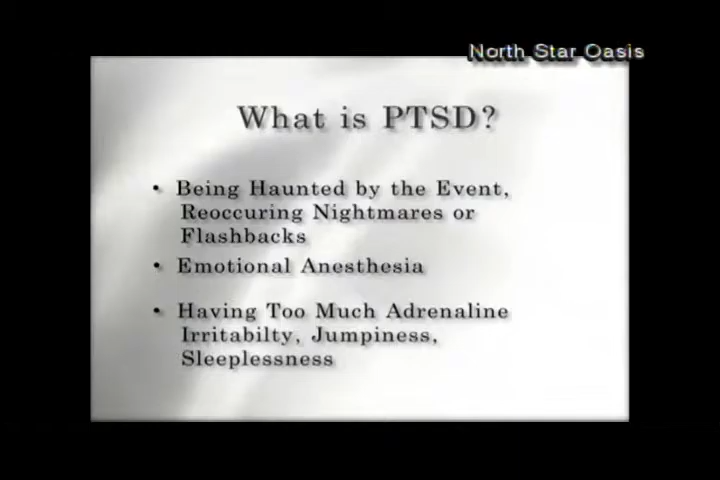 North Star Oasis
What is PTSD?
• Being Haunted by the Event,
Reoccuring Nightmares or
Flashbacks
• Emotional Anesthesia
• Having Too Much Adrenaline
Irritabilty, Jumpiness,
Sleeplessness